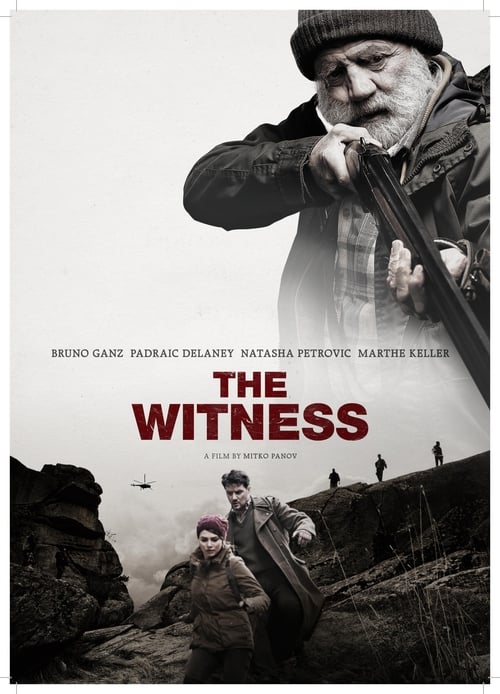 BRUNO GANZ PADRAIC DELANEY NATASHA PETROVIC MARTHE KELLER
THE
WITNESS
A FILM BY MITKO PANOV